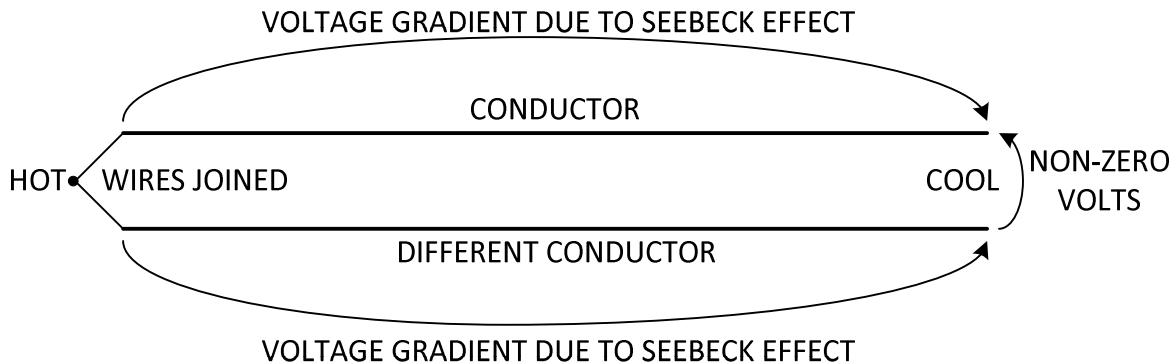 VOLTAGE GRADIENT DUE TO SEEBECK EFFECT
CONDUCTOR
HOT
WIRES JOINED
COOL
NON-ZERO
VOLTS
DIFFERENT CONDUCTOR
VOLTAGE GRADIENT DUE TO SEEBECK EFFECT